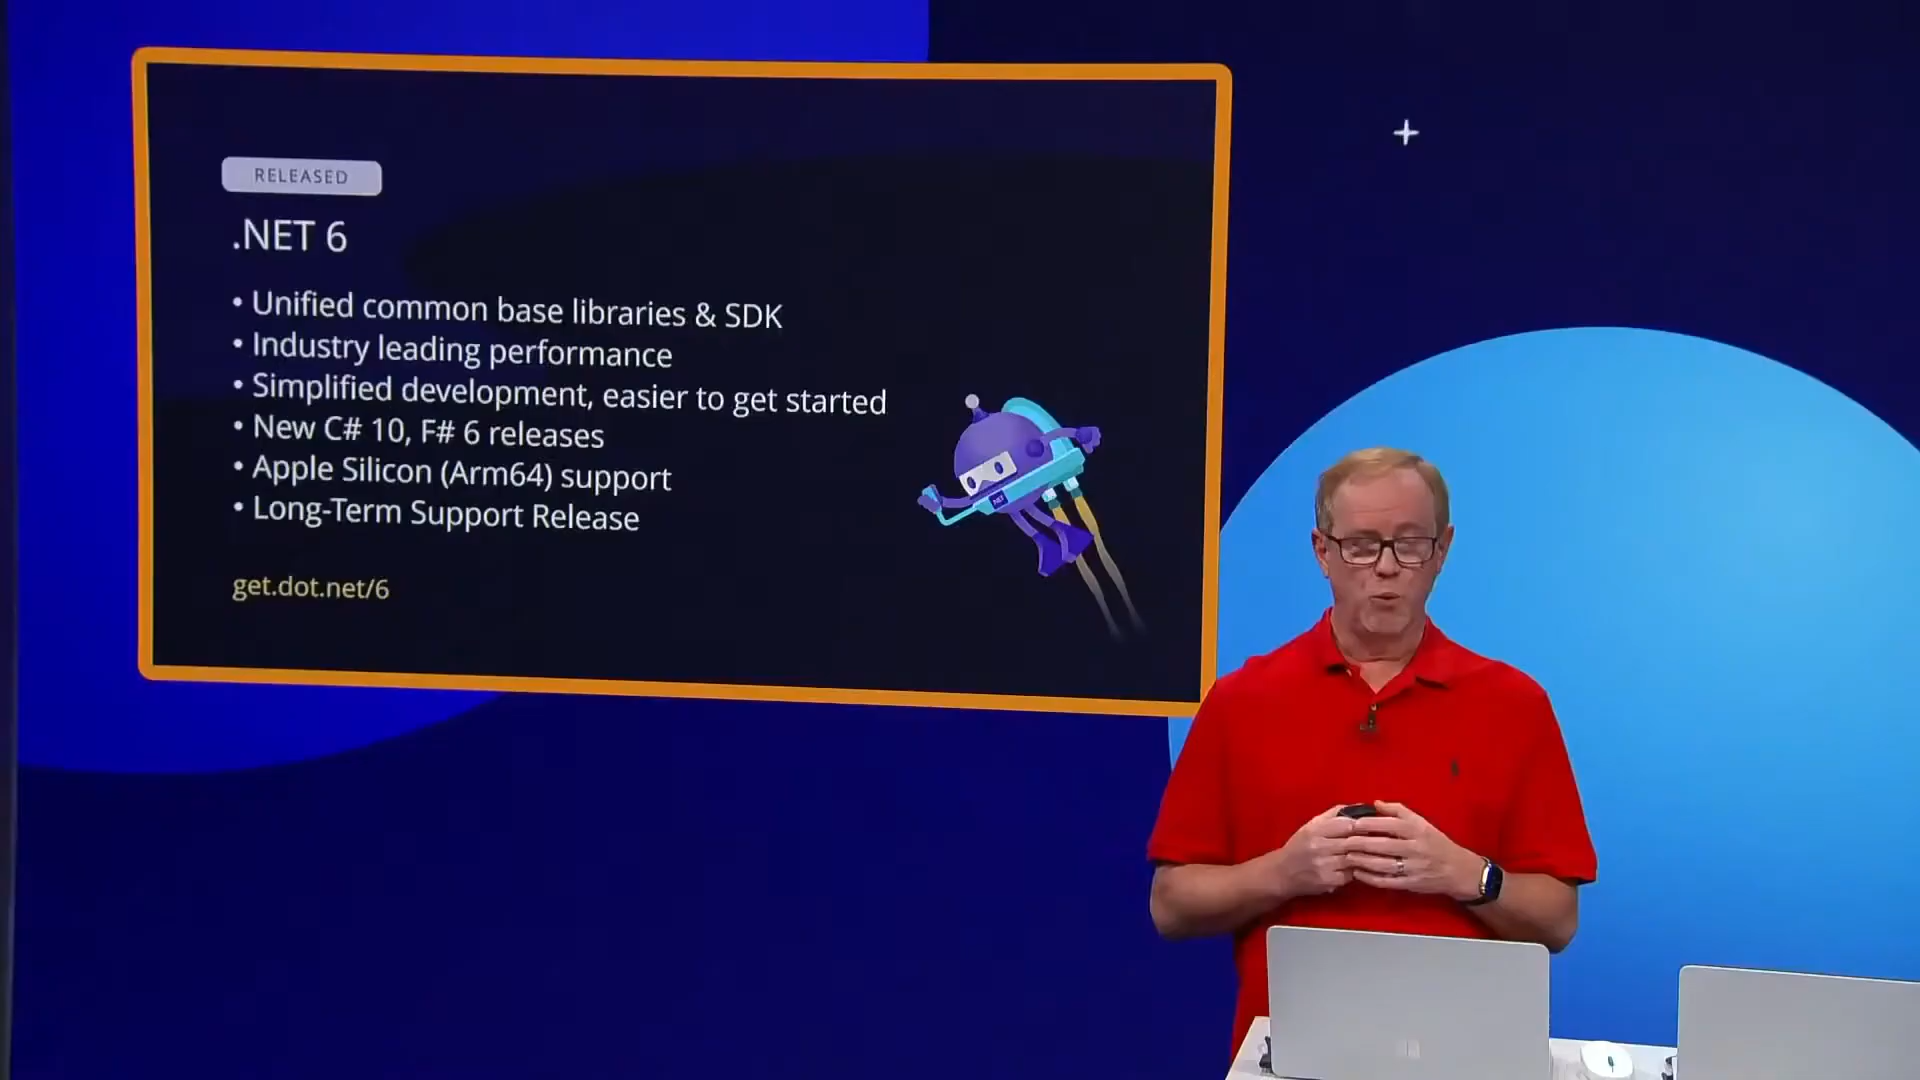 RELEASED
.NET 6
• Unified common base libraries & SDK
• Industry leading performance
• Simplified development, easier to get started
• New C# 10, F# 6 releases
• Apple Silicon (Arm64) support
• Long-Term Support Release
.NET
get.dot.net/6